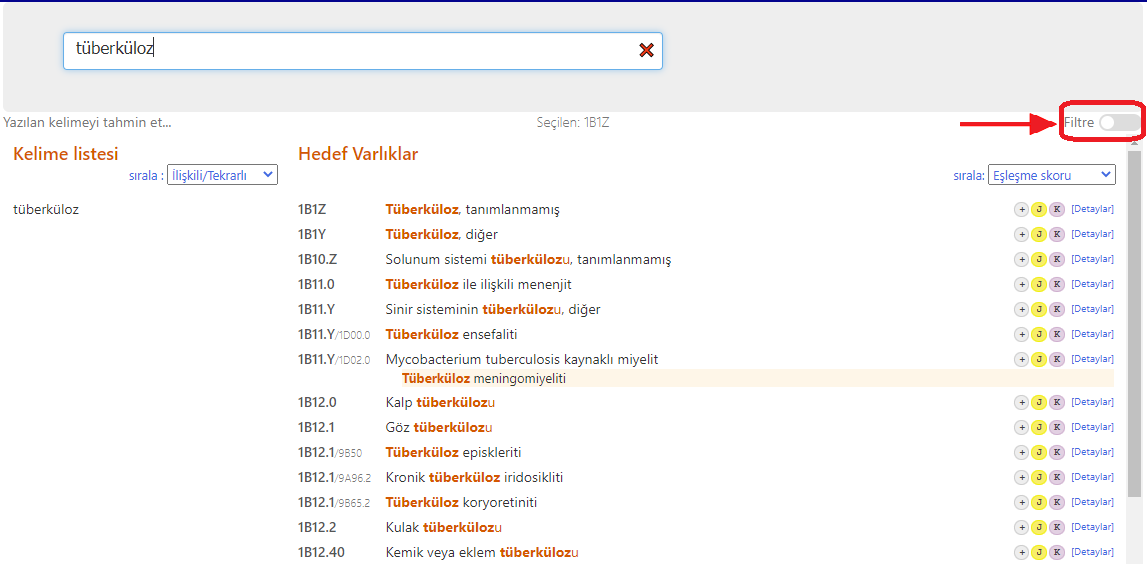 tüberküloz
Yazılan kelimeyi tahmin et...
Seçilen: 1B1Z
Filtre
Kelime listesi
sırala : İlişkili/Tekrarlı
tüberküloz
Hedef Varlıklar
sırala: Eşleşme skoru
1B1Z Tüberküloz, tanımlanmamış + J K [Detaylar]
1B1Y Tüberküloz, diğer + J K [Detaylar]
1B10.Z Solunum sistemi tüberkülozu, tanımlanmamış + J K [Detaylar]
1B11.0 Tüberküloz ile ilişkili menenjit + J K [Detaylar]
1B11.Y Sinir sisteminin tüberkülozu, diğer + J K [Detaylar]
1B11.Y/1D00.0 Tüberküloz ensefaliti + J K [Detaylar]
1B11.Y/1D02.0 Mycobacterium tuberculosis kaynaklı miyelit + J K [Detaylar]
Tüberküloz meningomiyeliti
1B12.0 Kalp tüberkülozu + J K [Detaylar]
1B12.1 Göz tüberkülozu + J K [Detaylar]
1B12.1/9B50 Tüberküloz episkleriti + J K [Detaylar]
1B12.1/9A96.2 Kronik tüberküloz iridosikliti + J K [Detaylar]
1B12.1/9B65.2 Tüberküloz koryoretiniti + J K [Detaylar]
1B12.2 Kulak tüberkülozu + J K [Detaylar]
1B12.40 Kemik veya eklem tüberkülozu + J K [Detaylar]